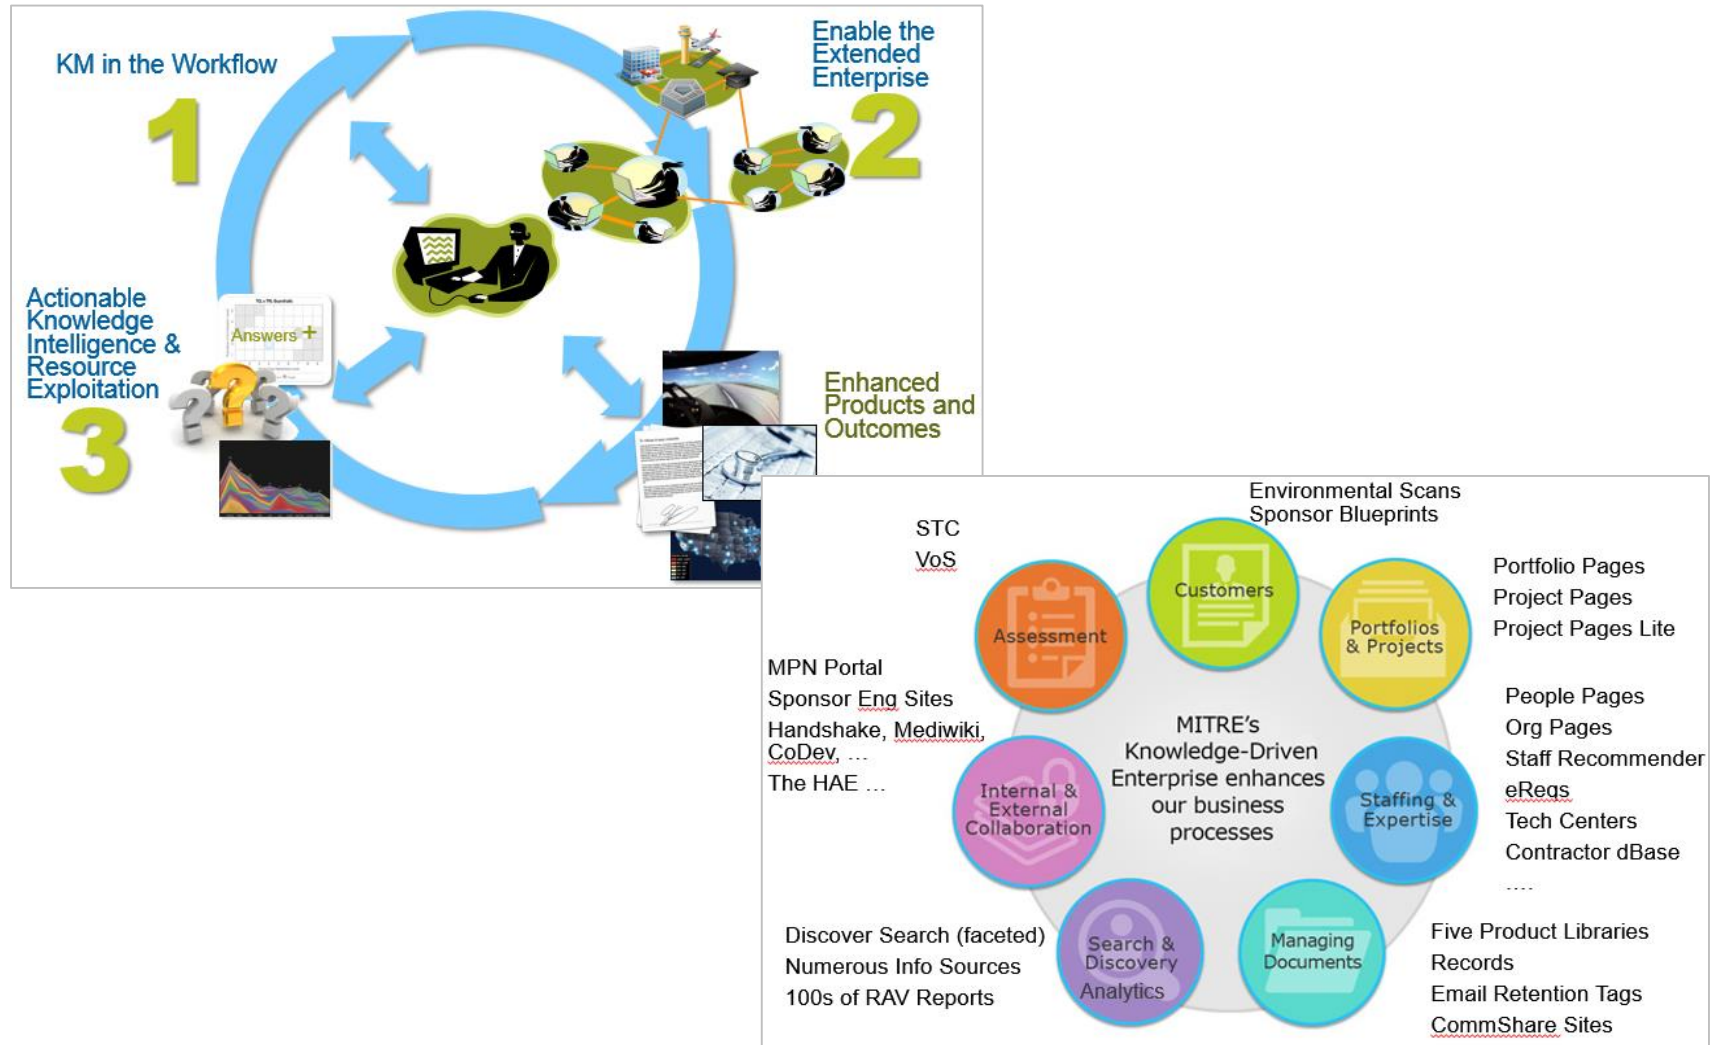 KM in the Workflow
1
Enable the
Extended
Enterprise
2
Actionable
Knowledge
Intelligence &
Resource
Exploitation
3
Answers +
Enhanced
Products and
Outcomes
Environmental Scans
Sponsor Blueprints
STC
VoS
Customers
Assessment
Portfolios
& Projects
Portfolio Pages
Project Pages
Project Pages Lite
MPN Portal
Sponsor Eng Sites
Handshake, Mediwiki,
CoDev, ...
The HAE ...
MITRE's
Knowledge-Driven
Enterprise enhances
our business
processes
People Pages
Org Pages
Staff Recommender
eReqs
Tech Centers
Contractor dBase
....
Internal &
External
Collaboration
Staffing &
Expertise
Discover Search (faceted)
Numerous Info Sources
100s of RAV Reports
Search &
Discovery
Analytics
Managing
Documents
Five Product Libraries
Records
Email Retention Tags
CommShare Sites